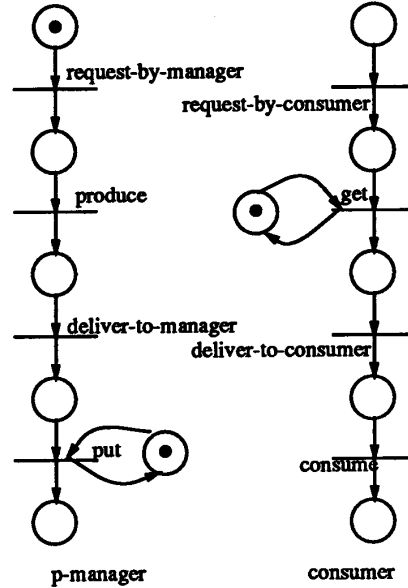 request-by-manager
request-by-consumer
produce
get
deliver-to-manager
deliver-to-consumer
put
consume
p-manager
consumer